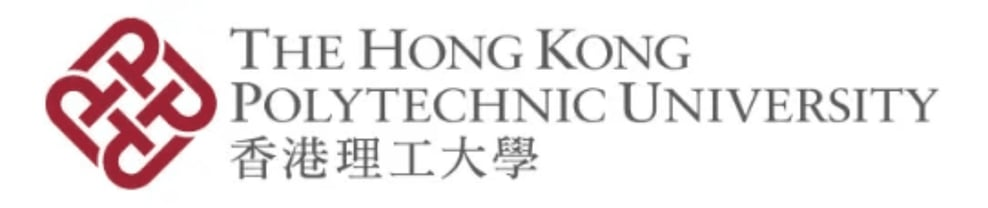 The Hong Kong
Polytechnic University
香港理工大學